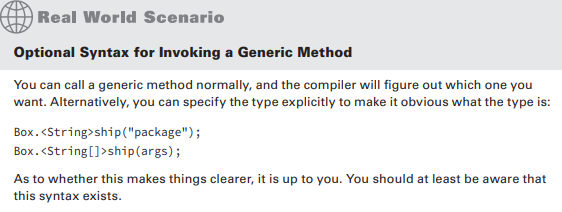 Real World Scenario
Optional Syntax for Invoking a Generic Method
You can call a generic method normally, and the compiler will figure out which one you
want. Alternatively, you can specify the type explicitly to make it obvious what the type is:
Box.<String>ship("package");
Box.<String[]>ship(args);
As to whether this makes things clearer, it is up to you. You should at least be aware that
this syntax exists.